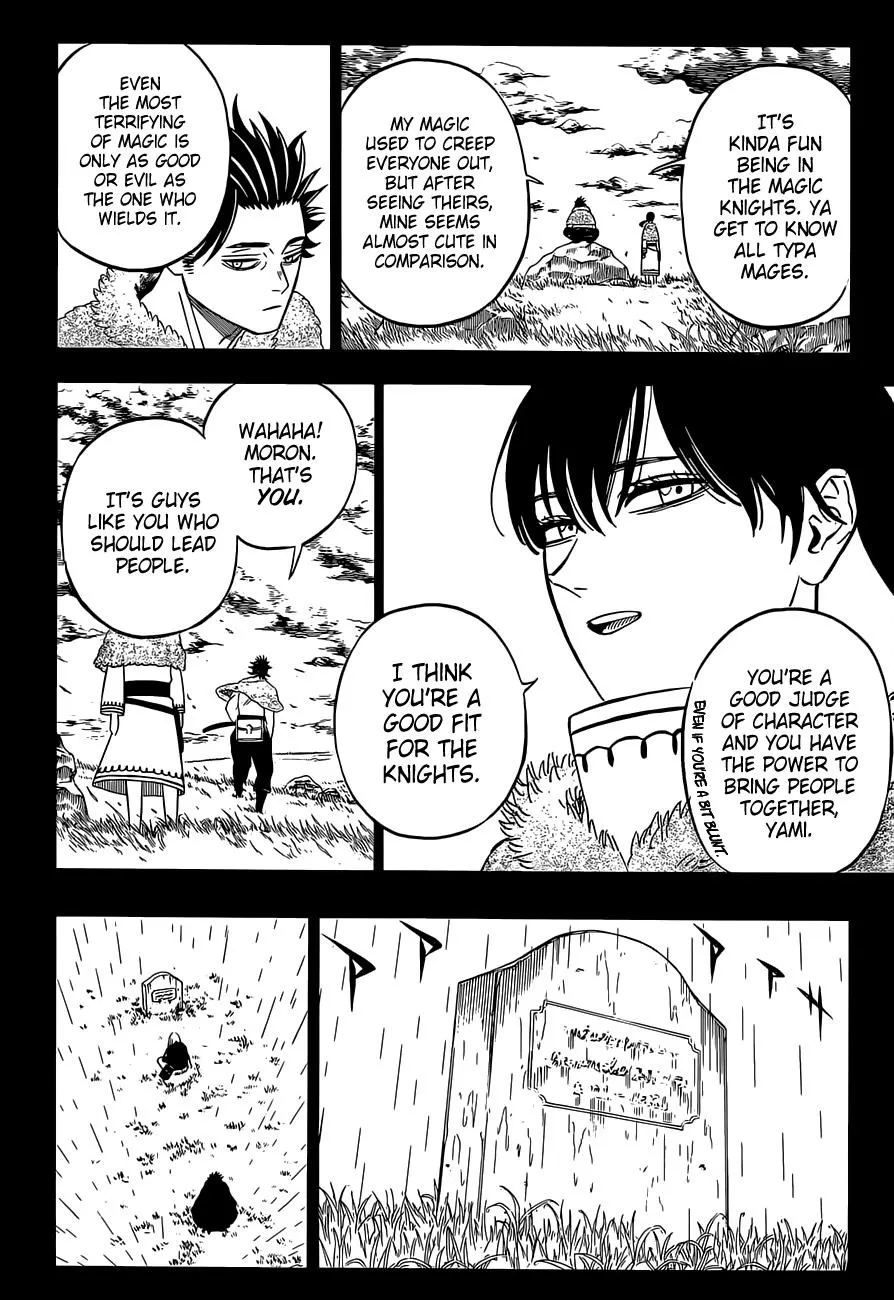 IT'S
KINDA FUN
BEING IN
THE MAGIC
KNIGHTS. YA
GET TO KNOW
ALL TYPA
MAGES.
MY MAGIC
USED TO CREEP
EVERYONE OUT,
BUT AFTER
SEEING THEIRS,
MINE SEEMS
ALMOST CUTE IN
COMPARISON.
EVEN
THE MOST
TERRIFYING
OF MAGIC IS
ONLY AS GOOD
OR EVIL AS
THE ONE WHO
WIELDS IT.
YOU'RE A
GOOD JUDGE
OF CHARACTER
AND YOU HAVE
THE POWER TO
BRING PEOPLE
TOGETHER,
YAMI.
EVEN IF YOU'RE A BIT BLUNT.
I THINK
YOU'RE A
GOOD FIT
FOR THE
KNIGHTS.
WAHAHA!
MORON.
THAT'S
YOU.
IT'S GUYS
LIKE YOU WHO
SHOULD LEAD
PEOPLE.